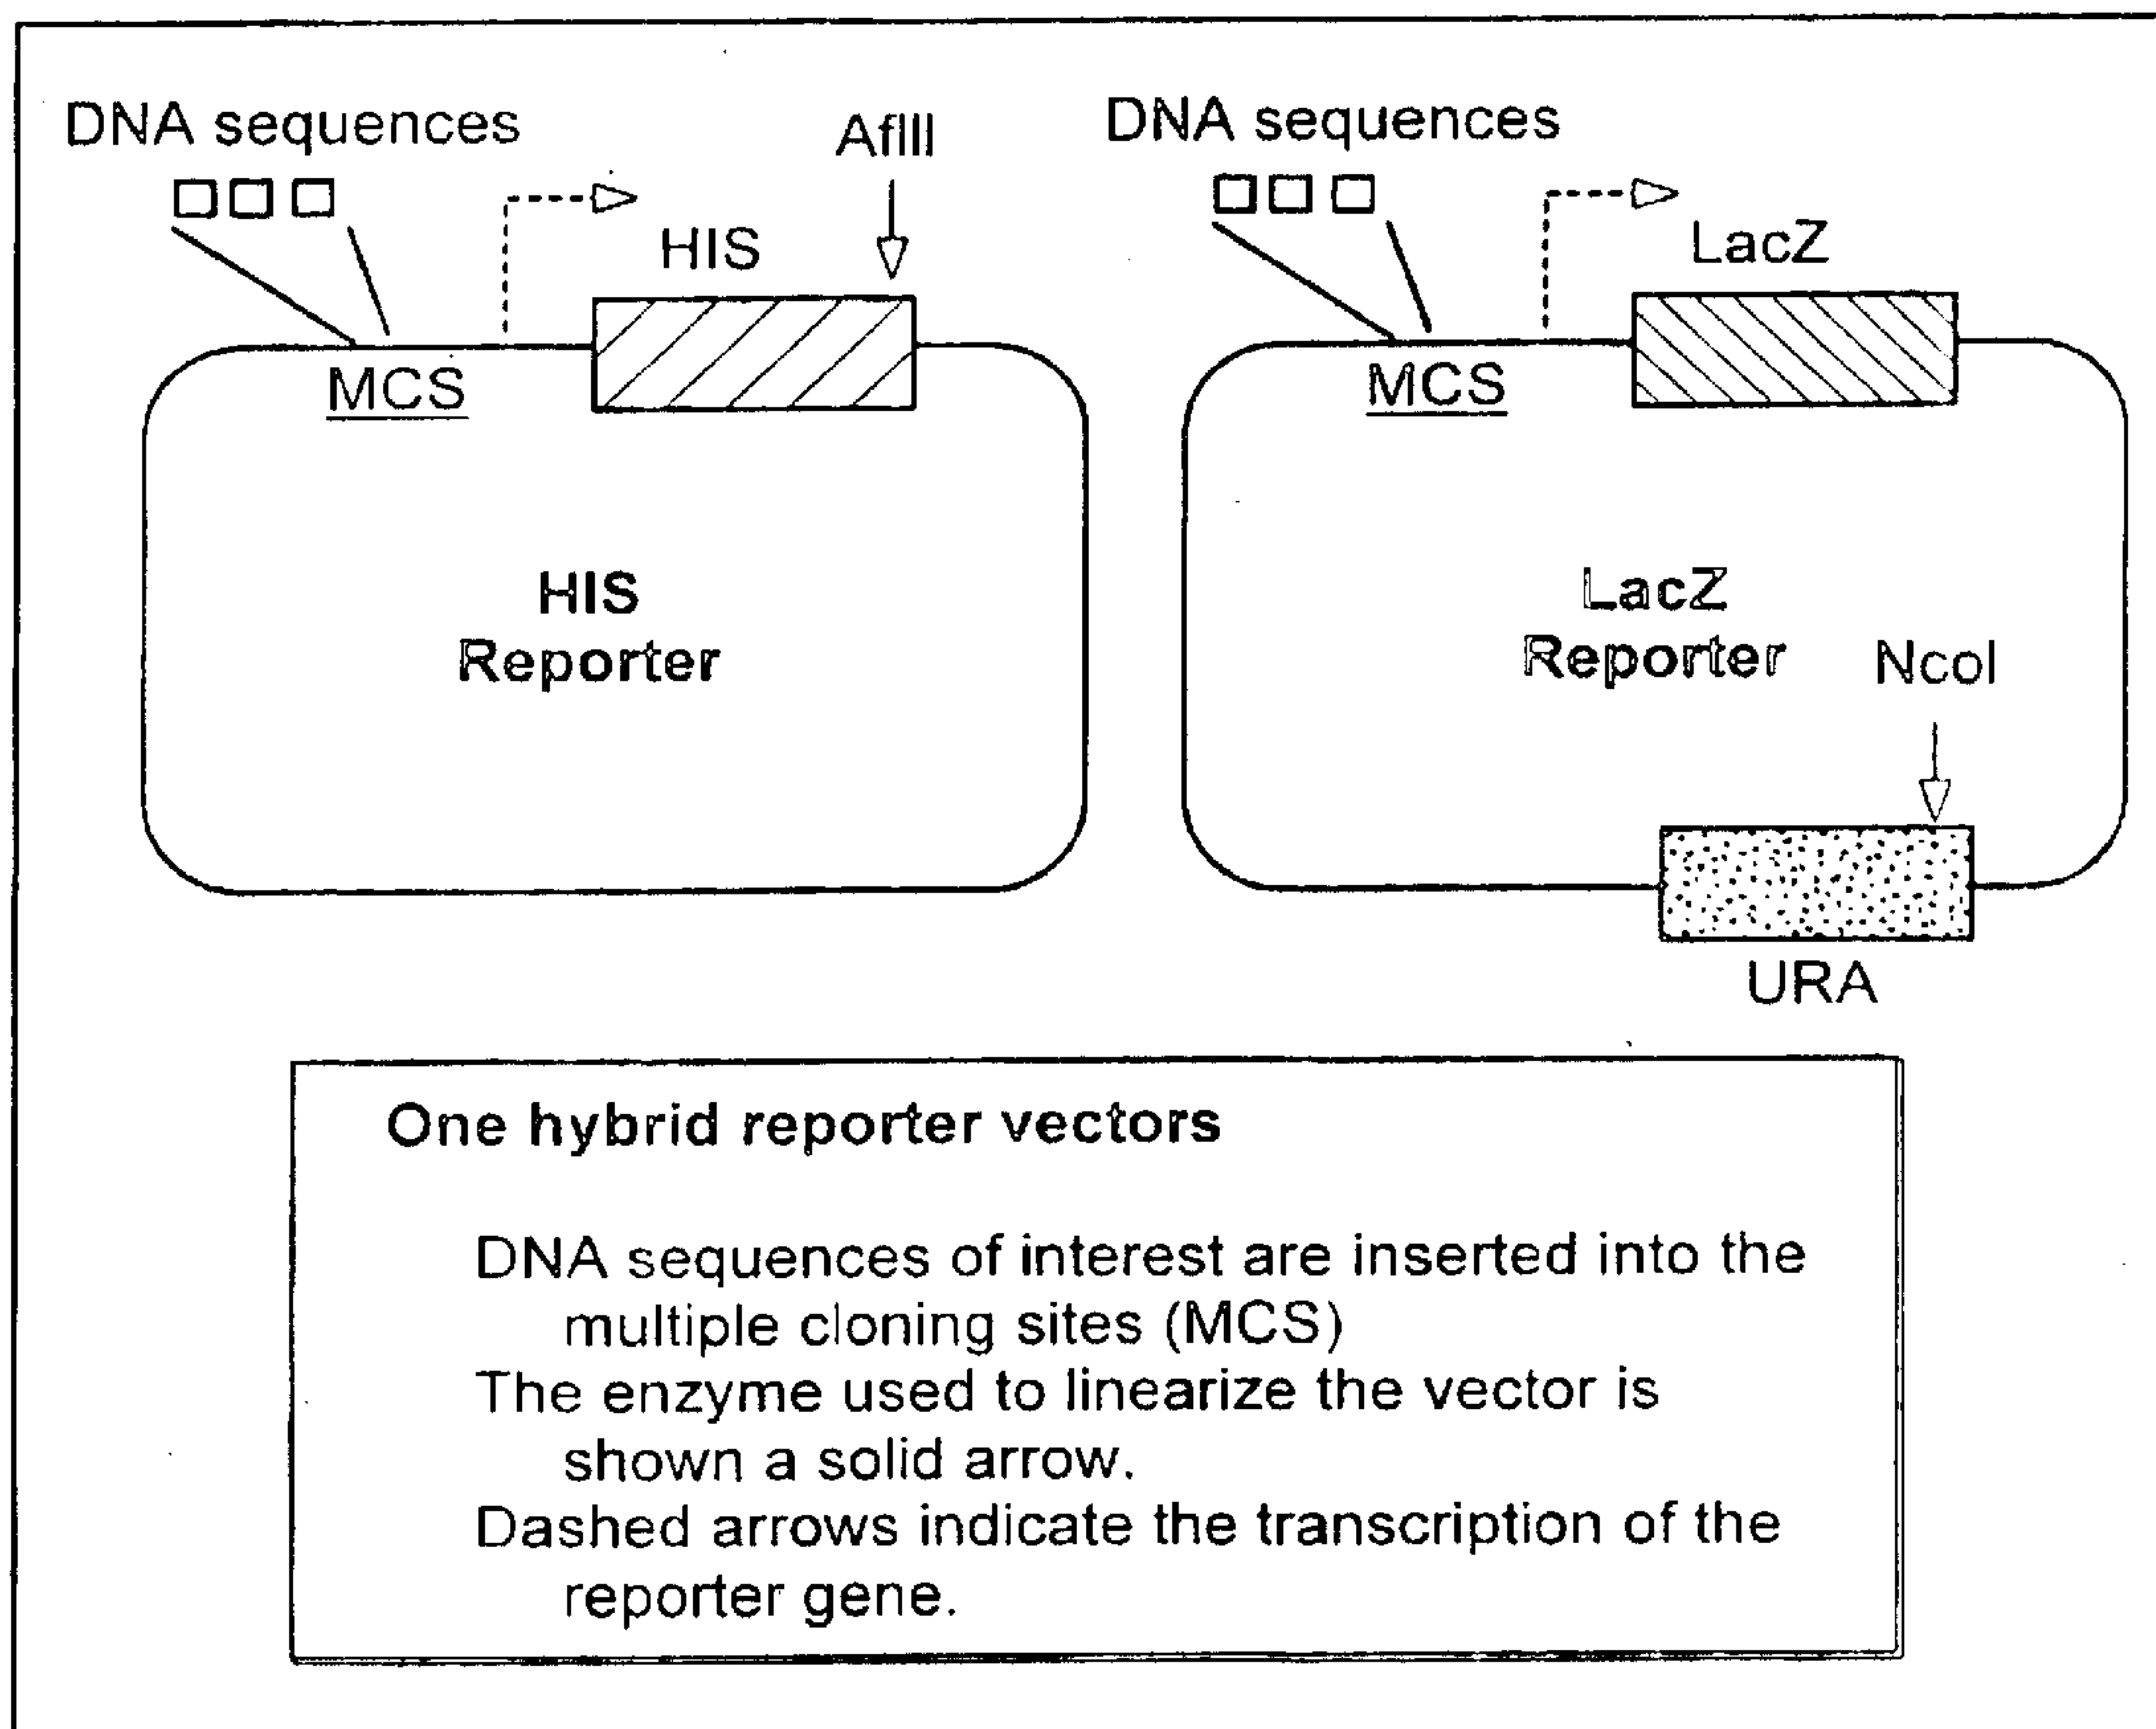 DNA sequences
AflII
HIS
MCS
HIS
Reporter
DNA sequences
LacZ
MCS
LacZ
Reporter
NcoI
URA
One hybrid reporter vectors
DNA sequences of interest are inserted into the
multiple cloning sites (MCS)
The enzyme used to linearize the vector is
shown a solid arrow.
Dashed arrows indicate the transcription of the
reporter gene.